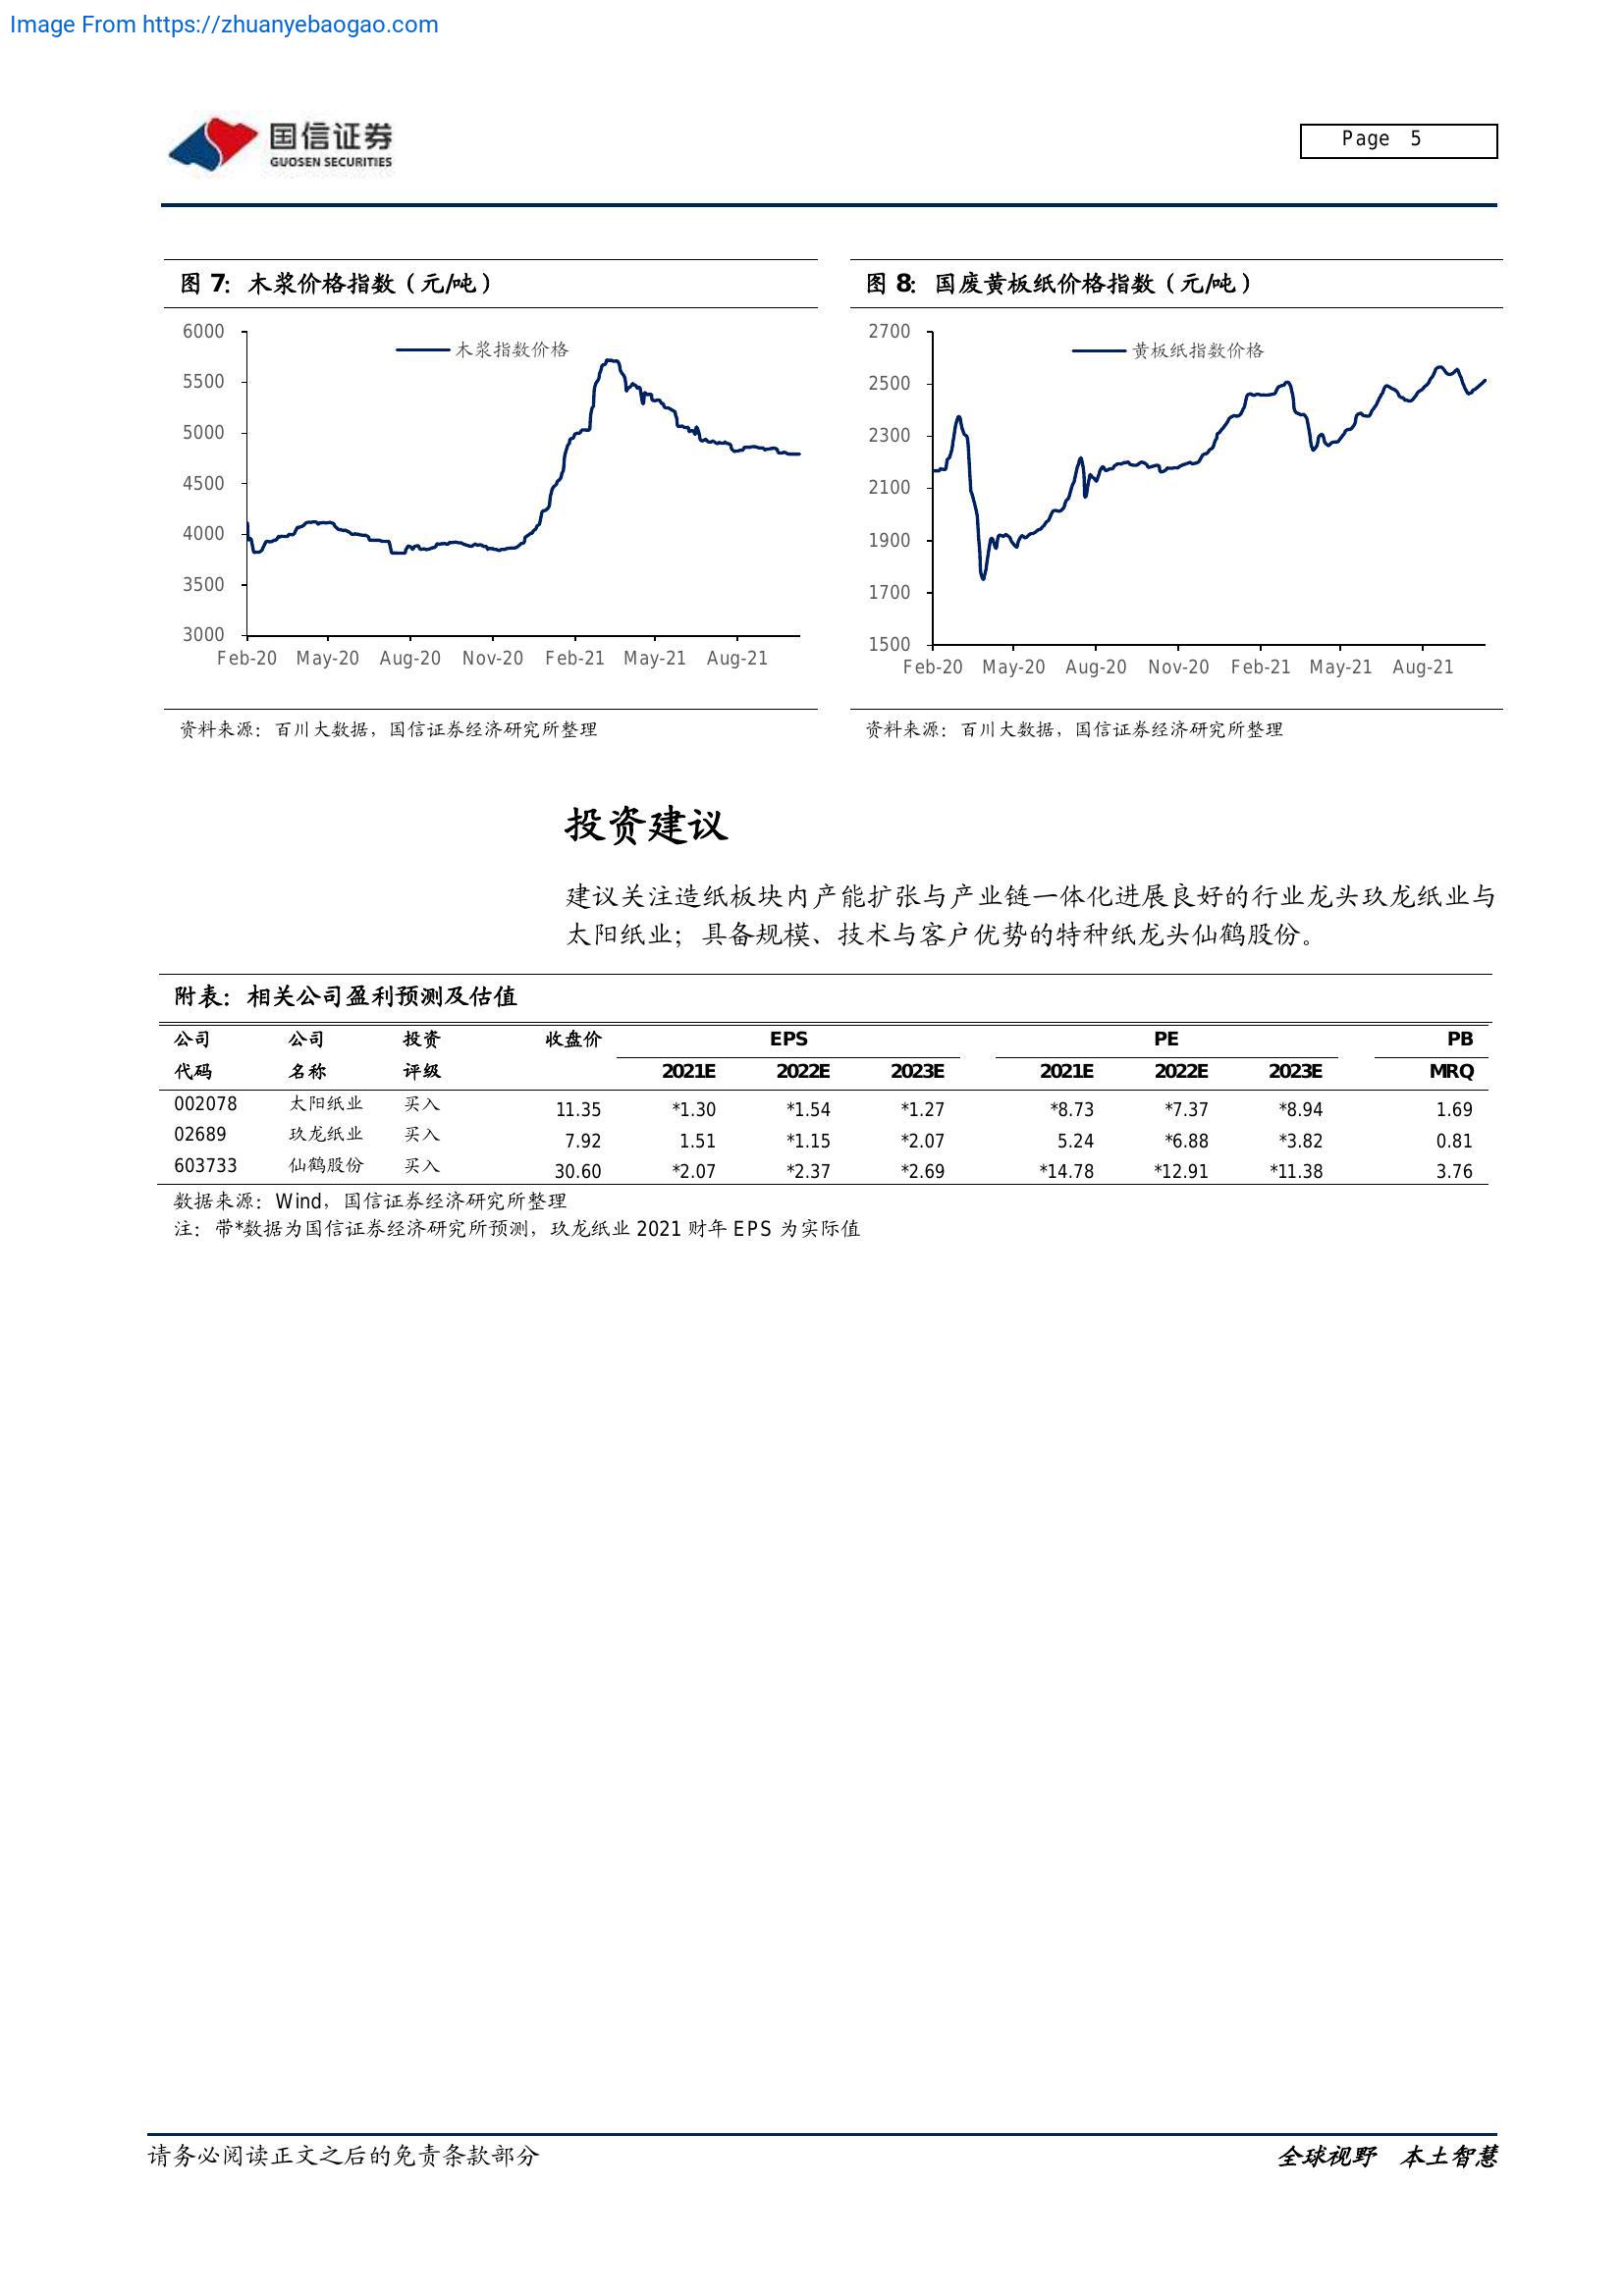 Image From https://zhuanyebaogao.com
国信证券
GUOSEN SECURITIES
Page 5
图 7：木浆价格指数（元/吨）
6000
5500
5000
4500
4000
3500
3000
木浆指数价格
Feb-20 May-20 Aug-20 Nov-20 Feb-21 May-21 Aug-21
资料来源：百川大数据，国信证券经济研究所整理
图 8：国废黄板纸价格指数（元/吨）
2700
2500
2300
2100
1900
1700
1500
黄板纸指数价格
Feb-20 May-20 Aug-20 Nov-20 Feb-21 May-21 Aug-21
资料来源：百川大数据，国信证券经济研究所整理
投资建议
建议关注造纸板块内产能扩张与产业链一体化进展良好的行业龙头玖龙纸业与
太阳纸业；具备规模、技术与客户优势的特种纸龙头仙鹤股份。
附表：相关公司盈利预测及估值
公司 公司 投资 收盘价 EPS PE PB
代码 名称 评级 2021E 2022E 2023E 2021E 2022E 2023E MRQ
002078 太阳纸业 买入 11.35 *1.30 *1.54 *1.27 *8.73 *7.37 *8.94 1.69
02689 玖龙纸业 买入 7.92 1.51 *1.15 *2.07 5.24 *6.88 *3.82 0.81
603733 仙鹤股份 买入 30.60 *2.07 *2.37 *2.69 *14.78 *12.91 *11.38 3.76
数据来源：Wind，国信证券经济研究所整理
注：带*数据为国信证券经济研究所预测，玖龙纸业 2021 财年 EPS 为实际值
请务必阅读正文之后的免责条款部分
全球视野 本土智慧